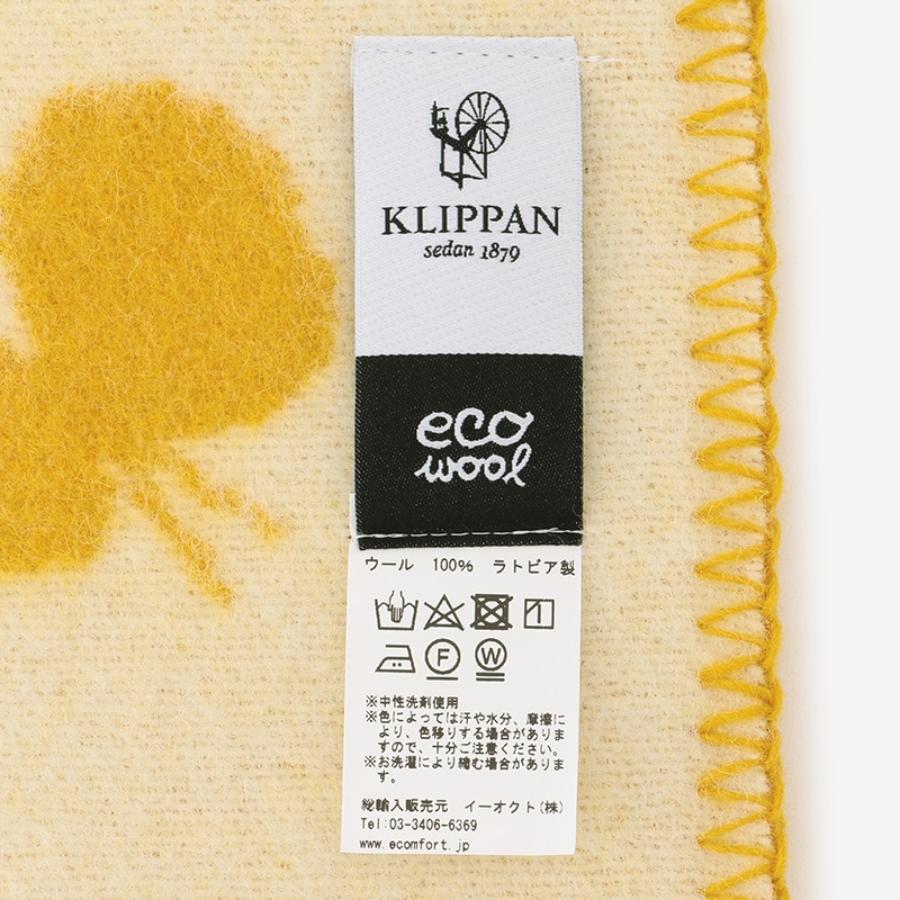 KLIPPAN
sedan 1879
eco
wool
ウール 100% ラトビア製
F W
※中性洗剤使用
※色によっては汗や水分、摩擦に
より、色移りする場合がありま
すので、十分ご注意ください。
※お洗濯により縮む場合がありま
す。
総輸入販売元 イーオクト(株)
Tel:03-3406-6369
www.ecomfort.jp